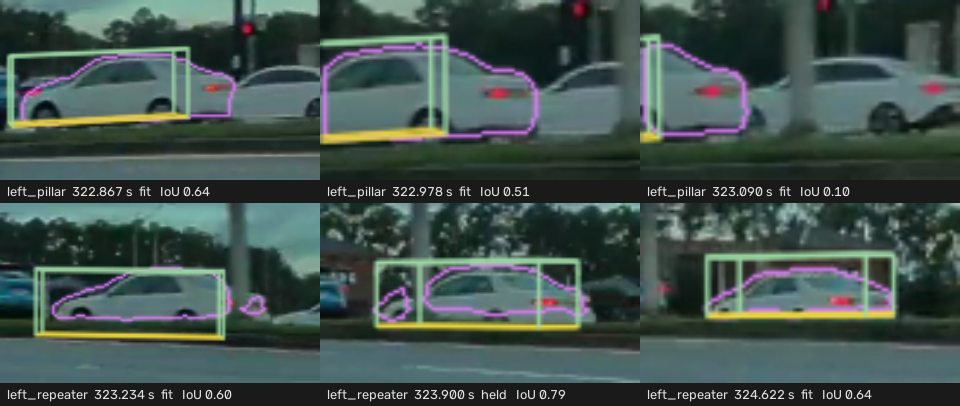 left_pillar 322.867 s fit IoU 0.64
left_pillar 322.978 s fit IoU 0.51
left_pillar 323.090 s fit IoU 0.10
left_repeater 323.234 s fit IoU 0.60
left_repeater 323.900 s held IoU 0.79
left_repeater 324.622 s fit IoU 0.64